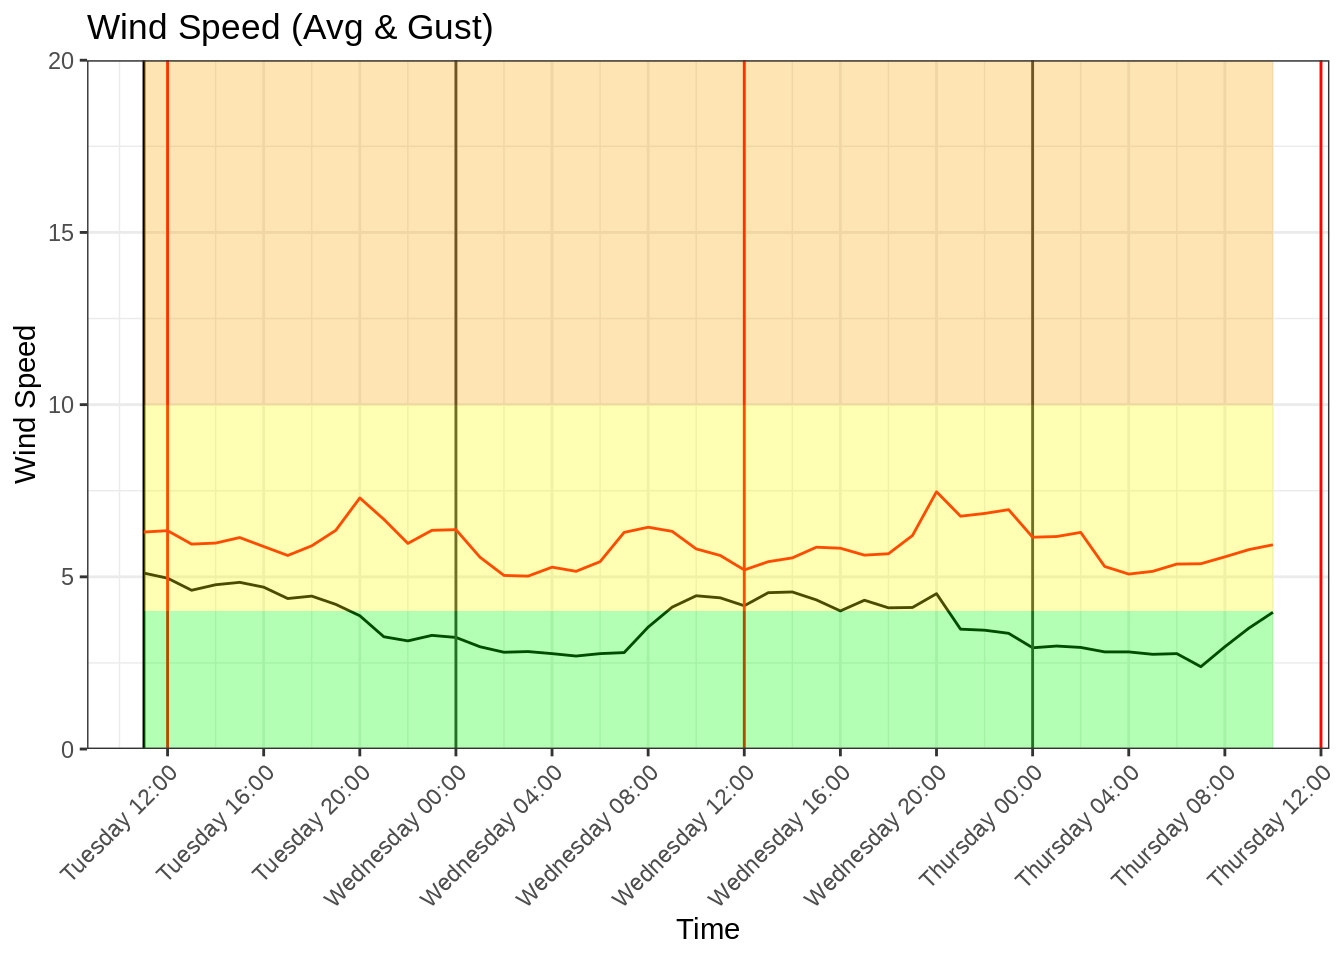 Wind Speed (Avg & Gust)
20
15
10
5
0
Wind Speed
Tuesday 12:00
Tuesday 16:00
Tuesday 20:00
Wednesday 00:00
Wednesday 04:00
Wednesday 08:00
Wednesday 12:00
Wednesday 16:00
Wednesday 20:00
Thursday 00:00
Thursday 04:00
Thursday 08:00
Thursday 12:00
Time